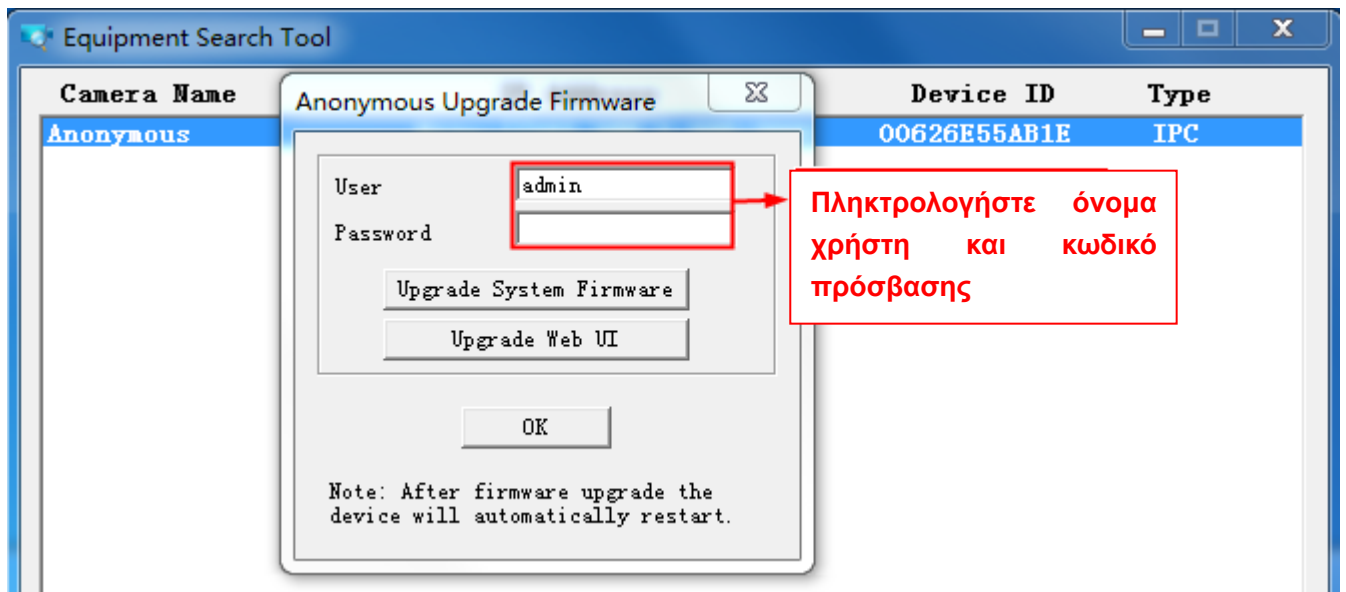 Equipment Search Tool
Camera Name Device ID Type
Anonymous Upgrade Firmware
Anonymous 00626E55AB1E IPC
User admin
Password
Πληκτρολογήστε όνομα
χρήστη και κωδικό
πρόσβασης
Upgrade System Firmware
Upgrade Web UI
OK
Note: After firmware upgrade the
device will automatically restart.